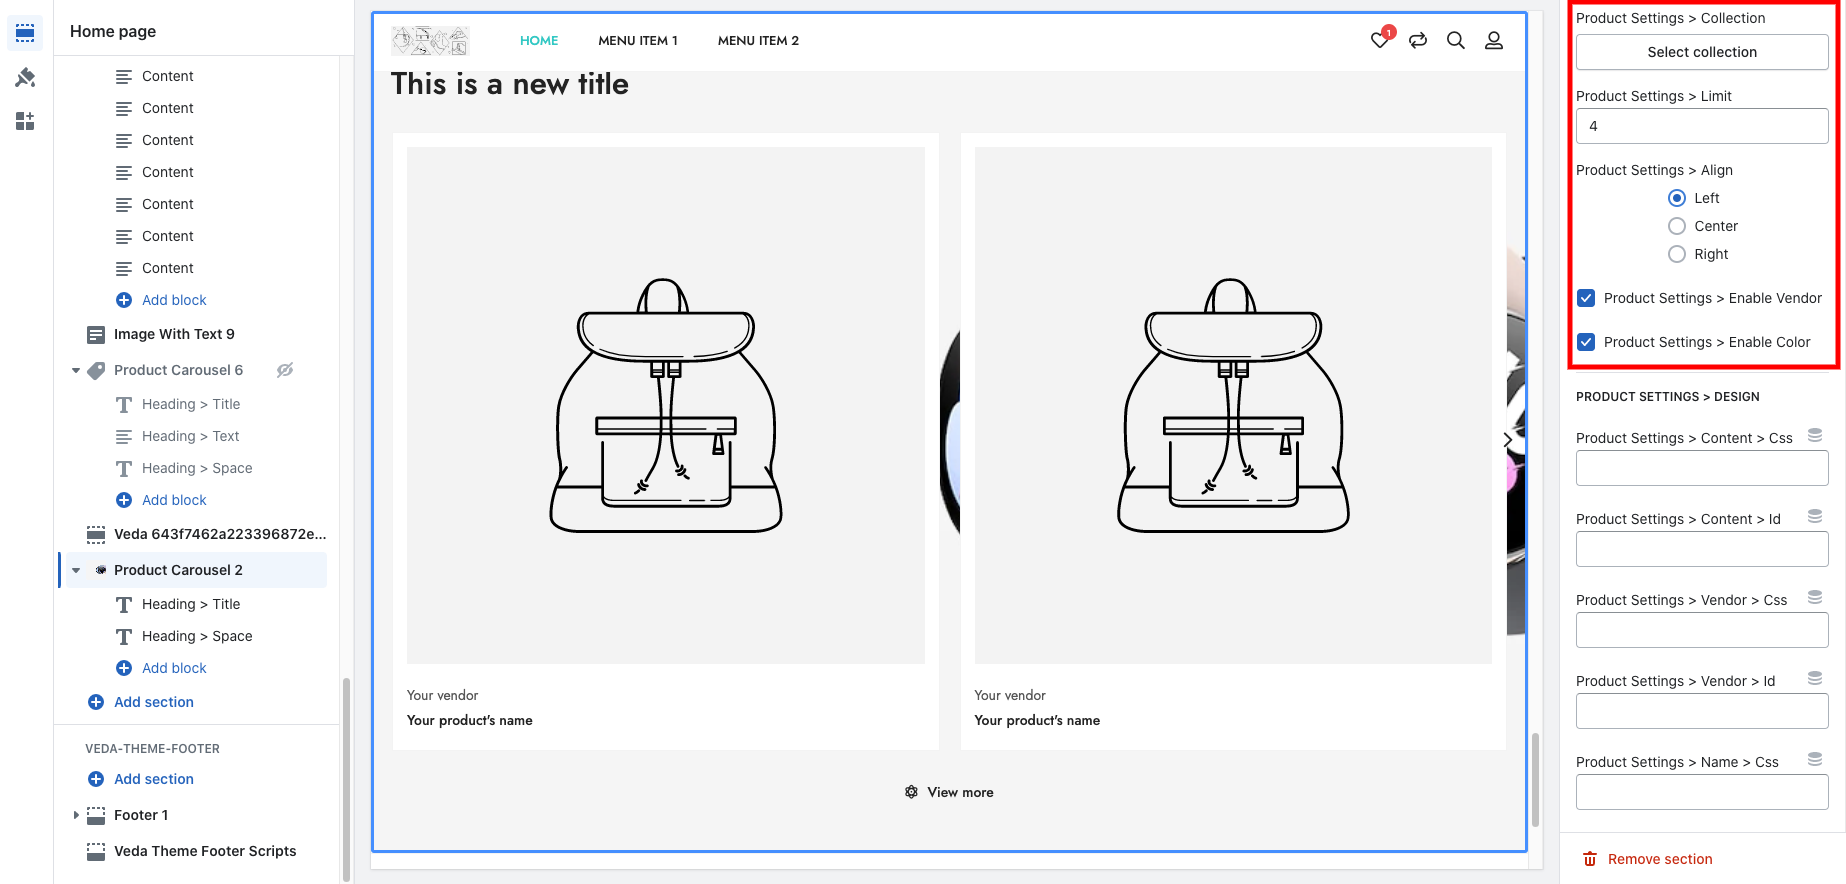 Home page
Content
Content
Content
Content
Content
Content
Content
Add block
Image With Text 9
Product Carousel 6
Heading > Title
Heading > Text
Heading > Space
Add block
Veda 643f7462a223396872e...
Product Carousel 2
Heading > Title
Heading > Space
Add block
Add section
VEDA-THEME-FOOTER
Add section
Footer 1
Veda Theme Footer Scripts
HOME MENU ITEM 1 MENU ITEM 2
1
This is a new title
Your vendor
Your product's name
Your vendor
Your product's name
View more
Product Settings > Collection
Select collection
Product Settings > Limit
4
Product Settings > Align
Left
Center
Right
Product Settings > Enable Vendor
Product Settings > Enable Color
PRODUCT SETTINGS > DESIGN
Product Settings > Content > Css
Product Settings > Content > Id
Product Settings > Vendor > Css
Product Settings > Vendor > Id
Product Settings > Name > Css
Remove section